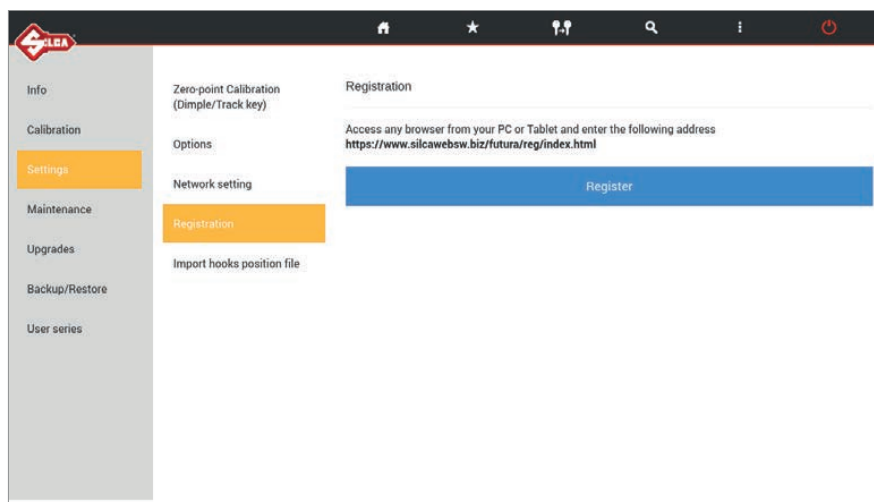 SILCA
Info
Calibration
Settings
Maintenance
Upgrades
Backup/Restore
User series
Zero-point Calibration
(Dimple/Track key)
Options
Network setting
Registration
Import hooks position file
Registration
Access any browser from your PC or Tablet and enter the following address
https://www.silcawebsw.biz/futura/reg/index.html
Register